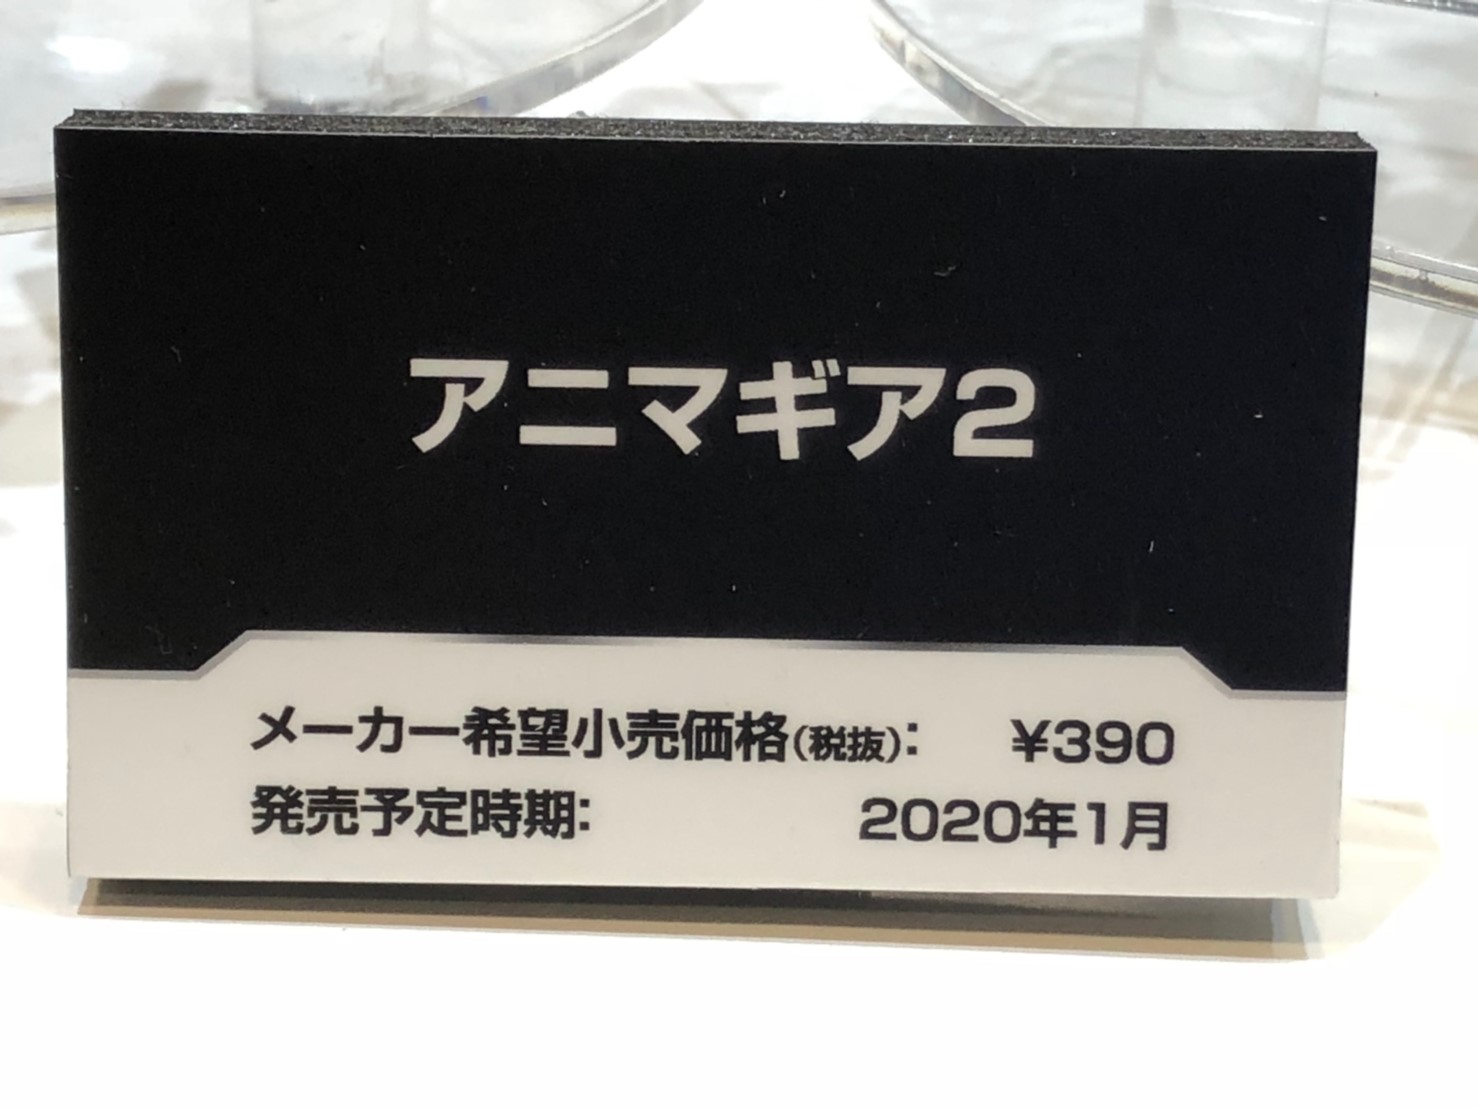 アニマギア2
メーカー希望小売価格(税抜): ¥390
発売予定時期: 2020年1月